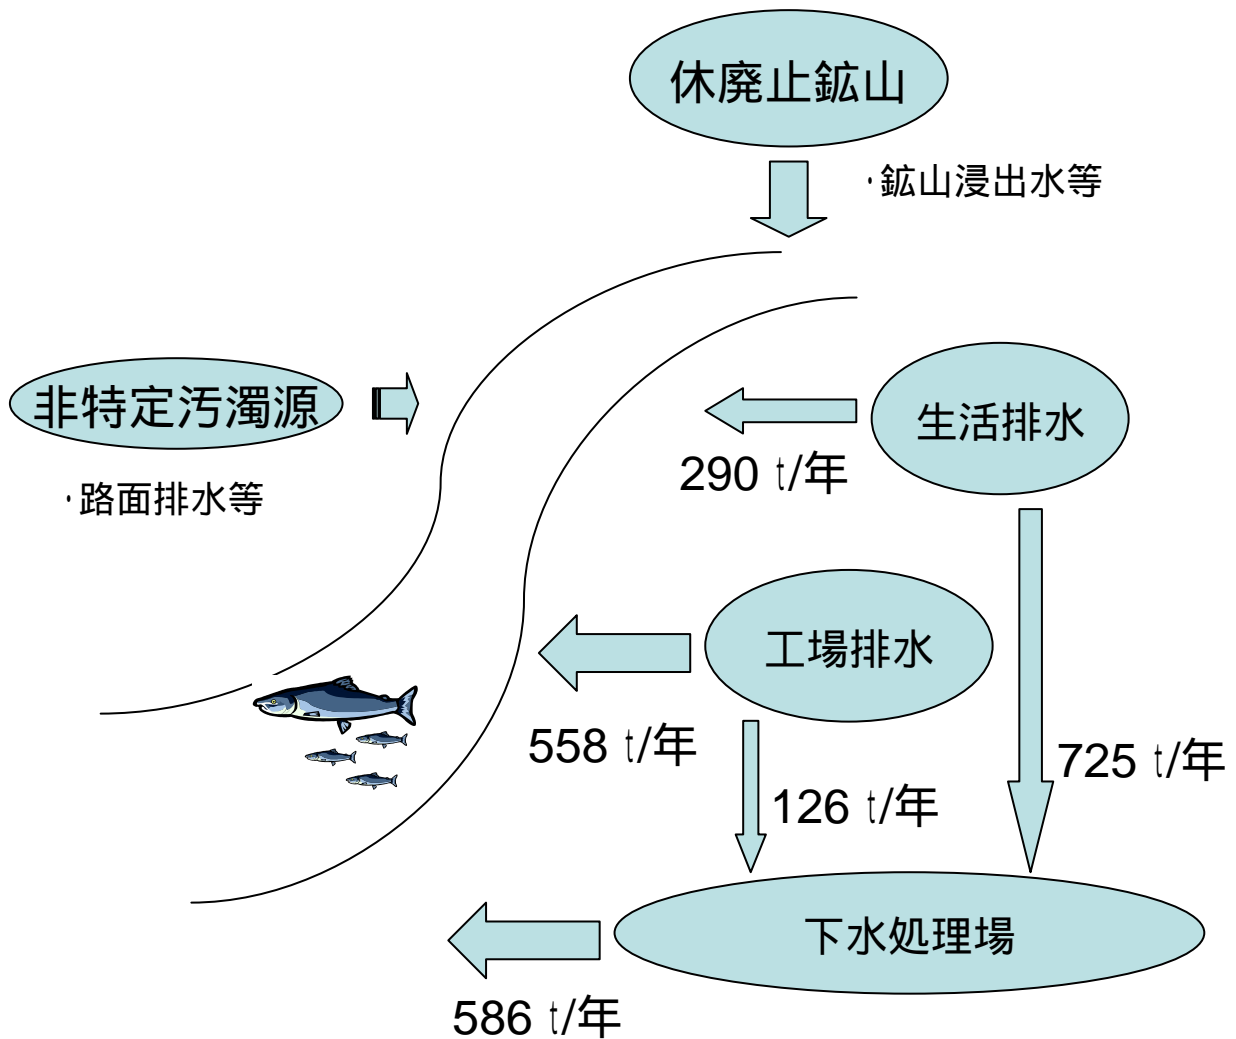 休廃止鉱山
・鉱山浸出水等
非特定汚濁源
・路面排水等
生活排水
290 t/年
工場排水
558 t/年
126 t/年
725 t/年
下水処理場
586 t/年